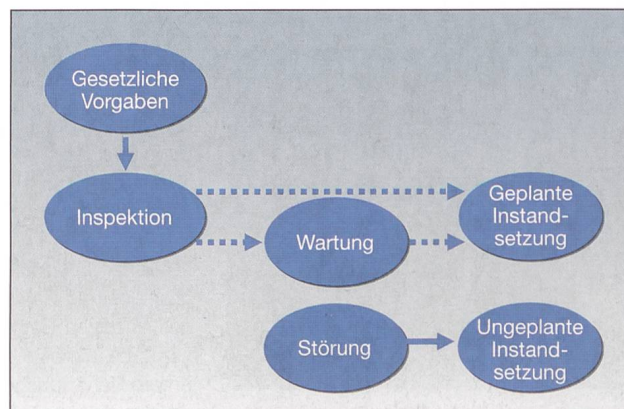 Gesetzliche
Vorgaben
Inspektion
Wartung
Geplante
Instand-
setzung
Störung
Ungeplante
Instand-
setzung